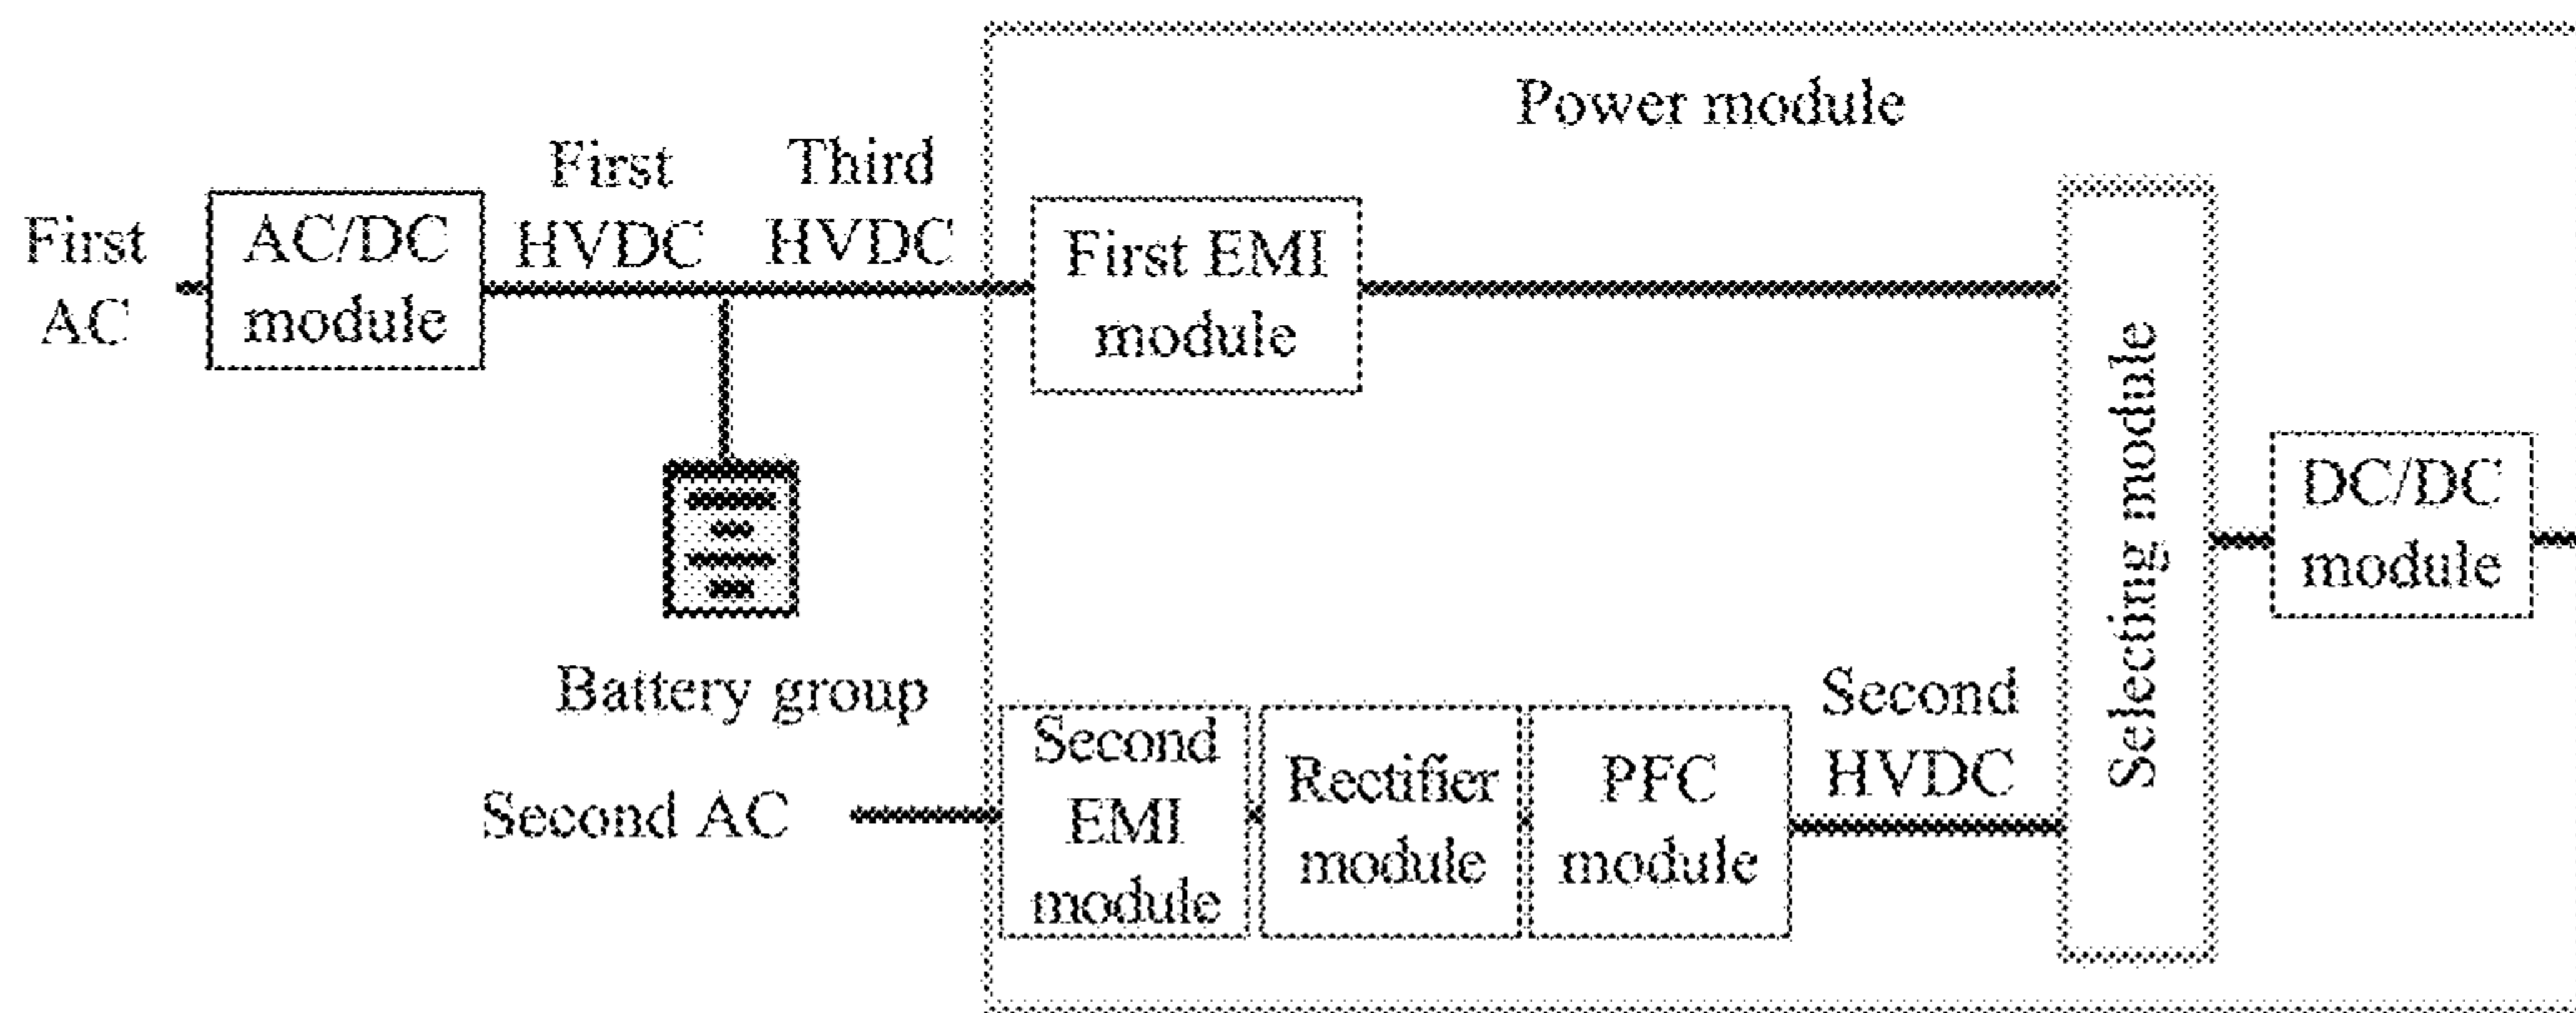 Power module
First
AC
AC/DC
module
First
HVDC
Third
HVDC
First EMI
module
Selecting module
DC/DC
module
Battery group
Second AC
Second
EMI
module
Rectifier
module
PFC
module
Second
HVDC